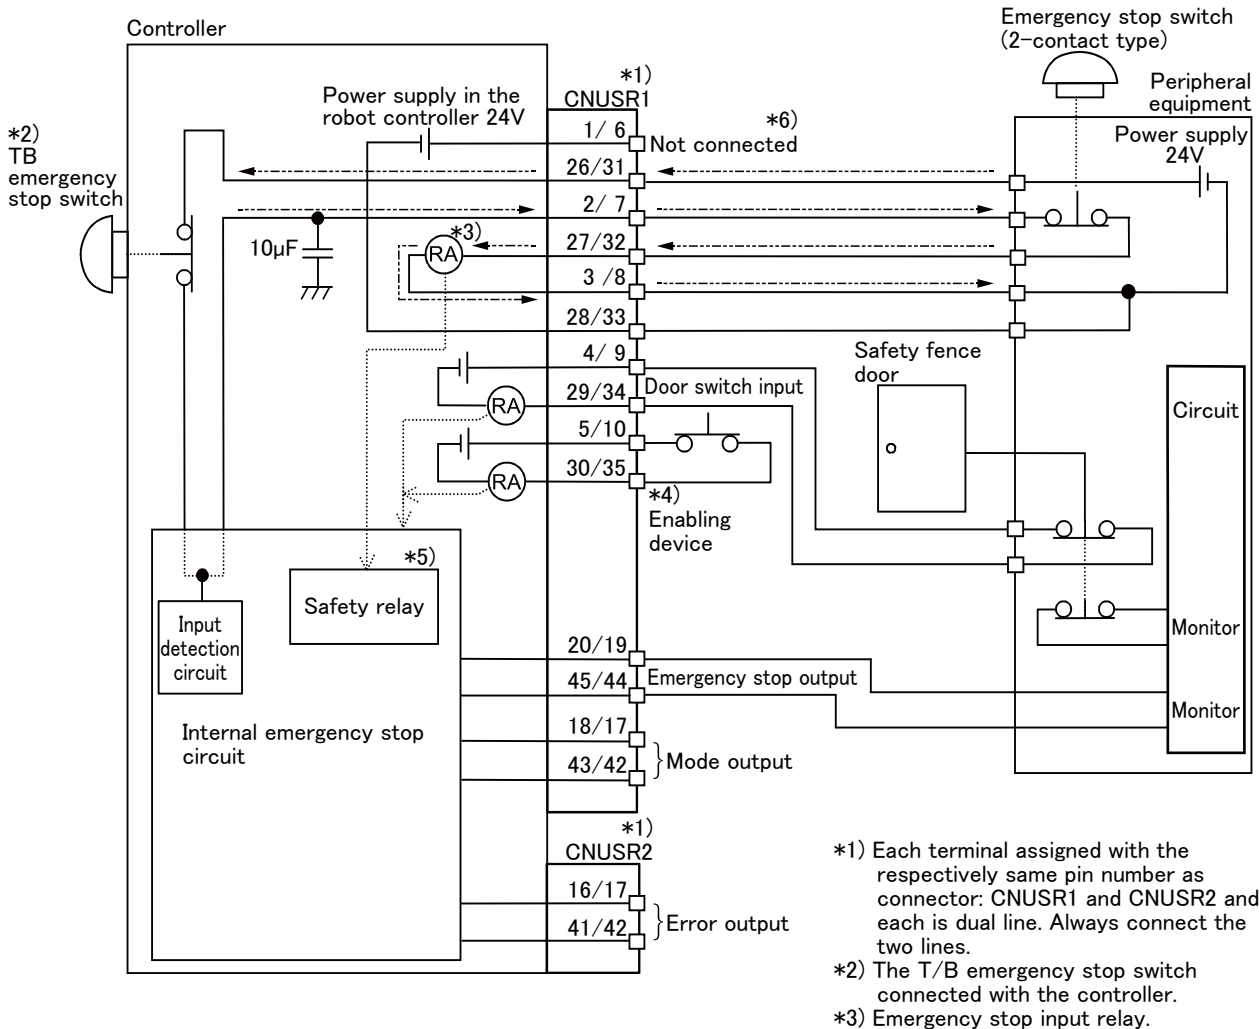 Controller
Emergency stop switch
(2-contact type)
*1)
CNUSR1
Peripheral
equipment
Power supply in the
robot controller 24V
*6)
Power supply
24V
*2)
TB
emergency
stop switch
1/ 6
Not connected
26/31
2/ 7
10μF
*3)
RA
27/32
3 /8
28/33
4/ 9
Safety fence
door
29/34
Door switch input
RA
Circuit
5/10
30/35
RA
*4)
Enabling
device
*5)
Safety relay
Input
detection
circuit
Monitor
20/19
45/44
Emergency stop output
Monitor
Internal emergency stop
circuit
18/17
43/42
Mode output
*1)
CNUSR2
16/17
41/42
Error output
*1) Each terminal assigned with the
respectively same pin number as
connector: CNUSR1 and CNUSR2 and
each is dual line. Always connect the
two lines.
*2) The T/B emergency stop switch
connected with the controller.
*3) Emergency stop input relay.